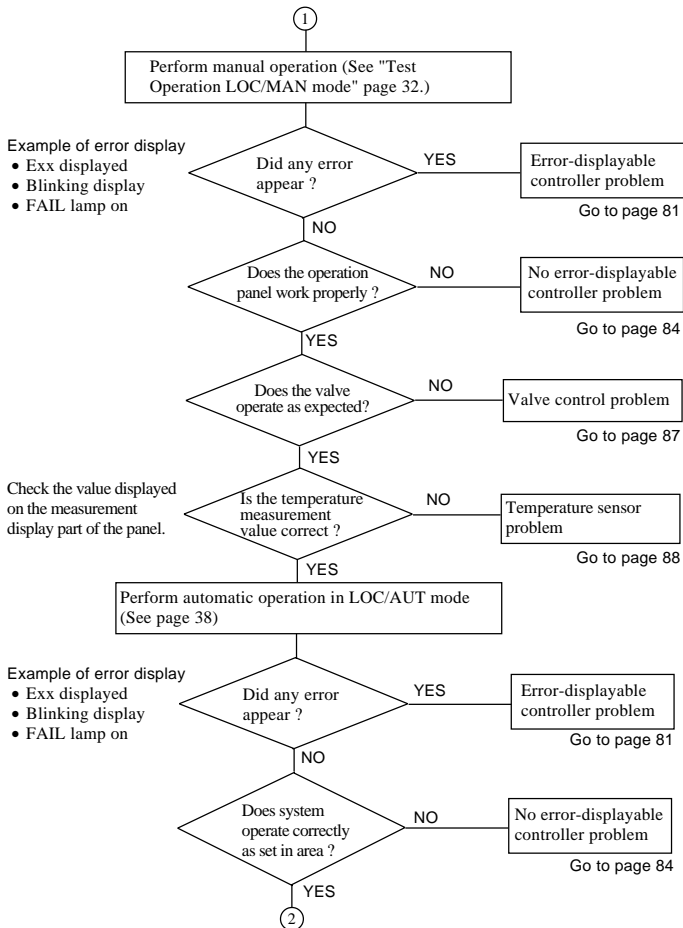 1
Perform manual operation (See "Test
Operation LOC/MAN mode" page 32.)
Example of error display
• Exx displayed
• Blinking display
• FAIL lamp on
Did any error
appear ?
YES
Error-displayable
controller problem
Go to page 81
NO
Does the operation
panel work properly ?
NO
No error-displayable
controller problem
Go to page 84
YES
Does the valve
operate as expected?
NO
Valve control problem
Go to page 87
YES
Check the value displayed
on the measurement
display part of the panel.
Is the temperature
measurement
value correct ?
NO
Temperature sensor
problem
Go to page 88
YES
Perform automatic operation in LOC/AUT mode
(See page 38)
Example of error display
• Exx displayed
• Blinking display
• FAIL lamp on
Did any error
appear ?
YES
Error-displayable
controller problem
Go to page 81
NO
Does system
operate correctly
as set in area ?
NO
No error-displayable
controller problem
Go to page 84
YES
2